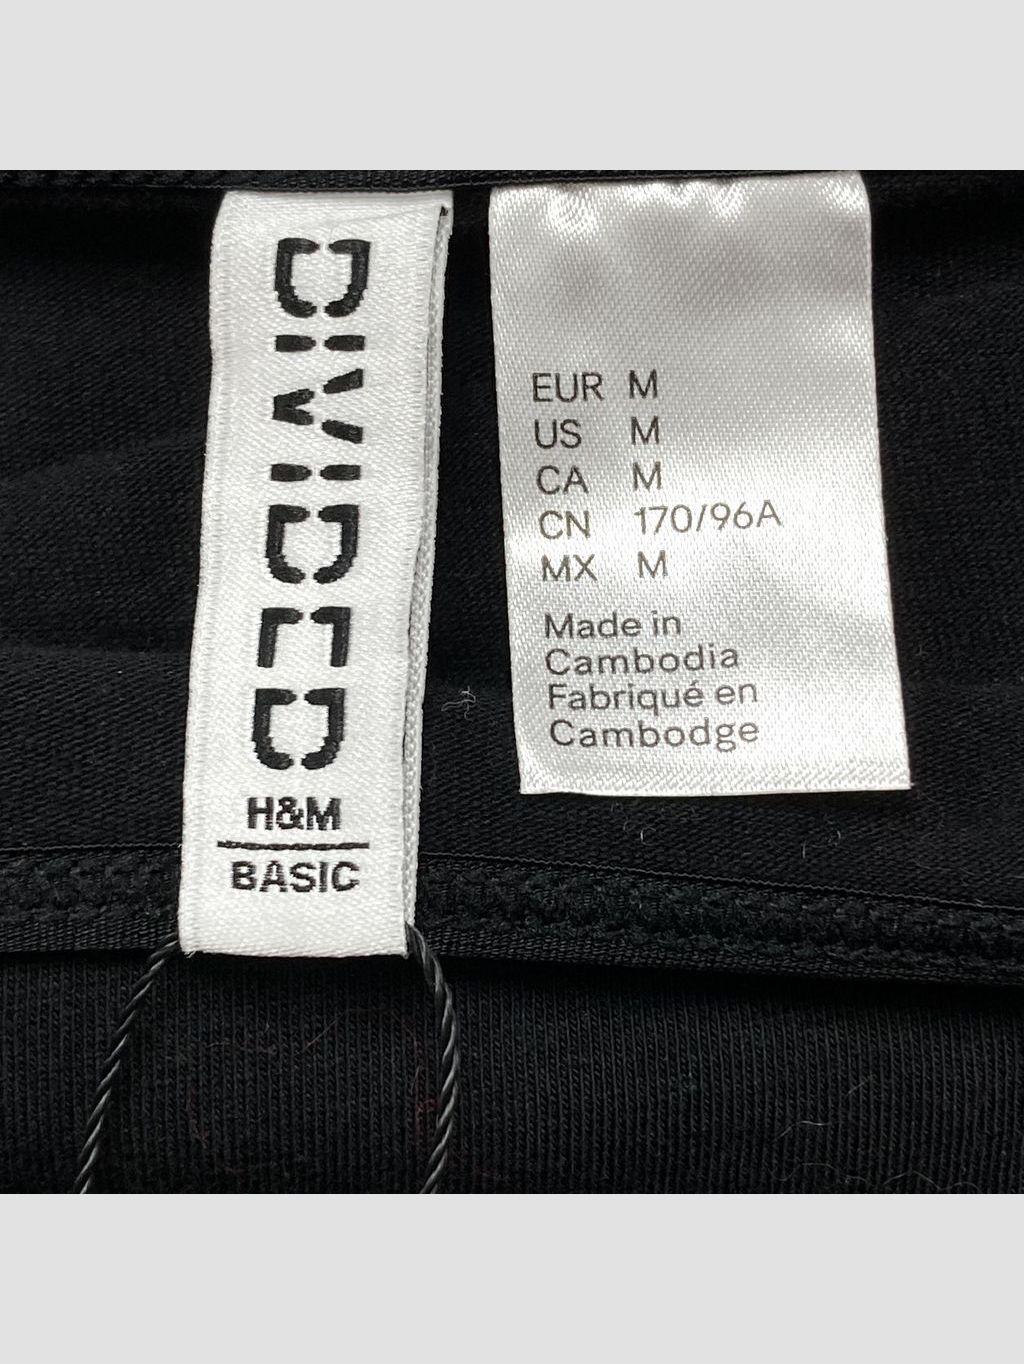 DIVIDED
H&M
BASIC
EUR M
US M
CA M
CN 170/96A
MX M
Made in
Cambodia
Fabriqué en
Cambodge